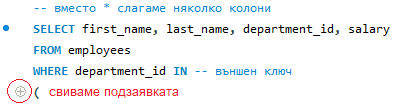 -- вместо * слагаме няколко колони
SELECT first_name, last_name, department_id, salary
FROM employees
WHERE department_id IN -- външен ключ
( свиваме подзаявката